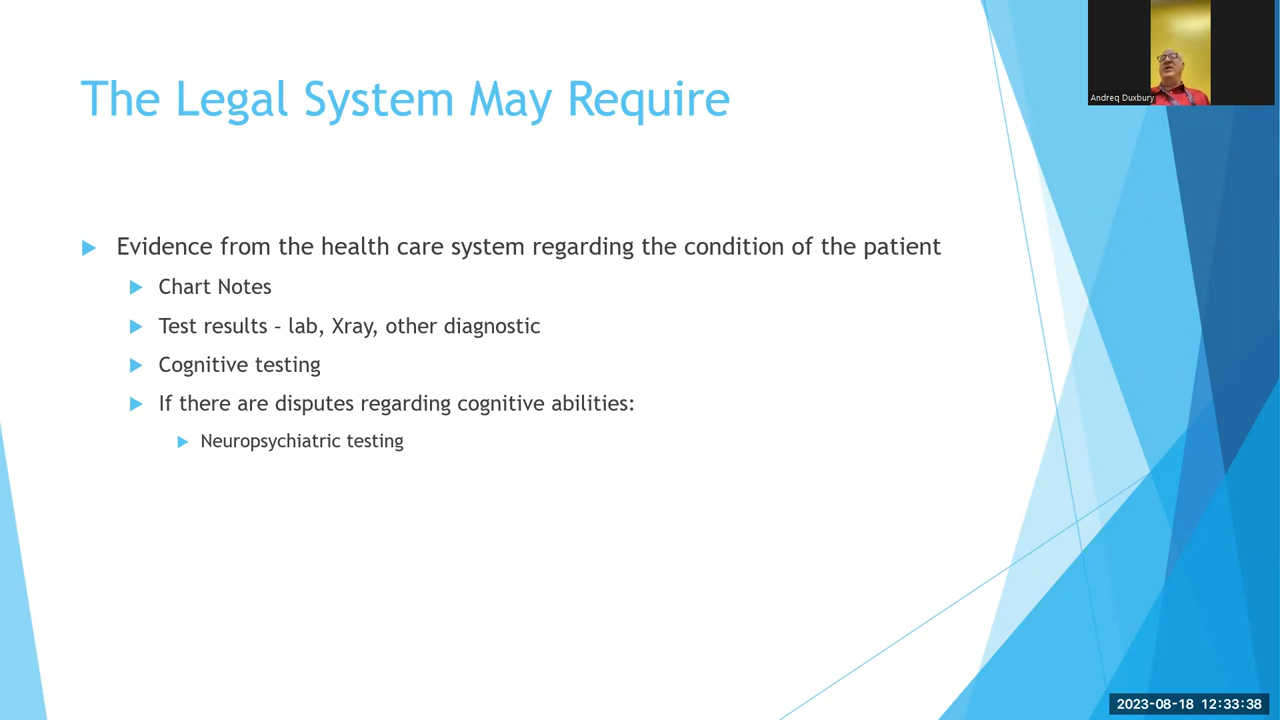 The Legal System May Require
Evidence from the health care system regarding the condition of the patient
Chart Notes
Test results – lab, Xray, other diagnostic
Cognitive testing
If there are disputes regarding cognitive abilities:
Neuropsychiatric testing
Andreq Duxbury
2023-08-18 12:33:38